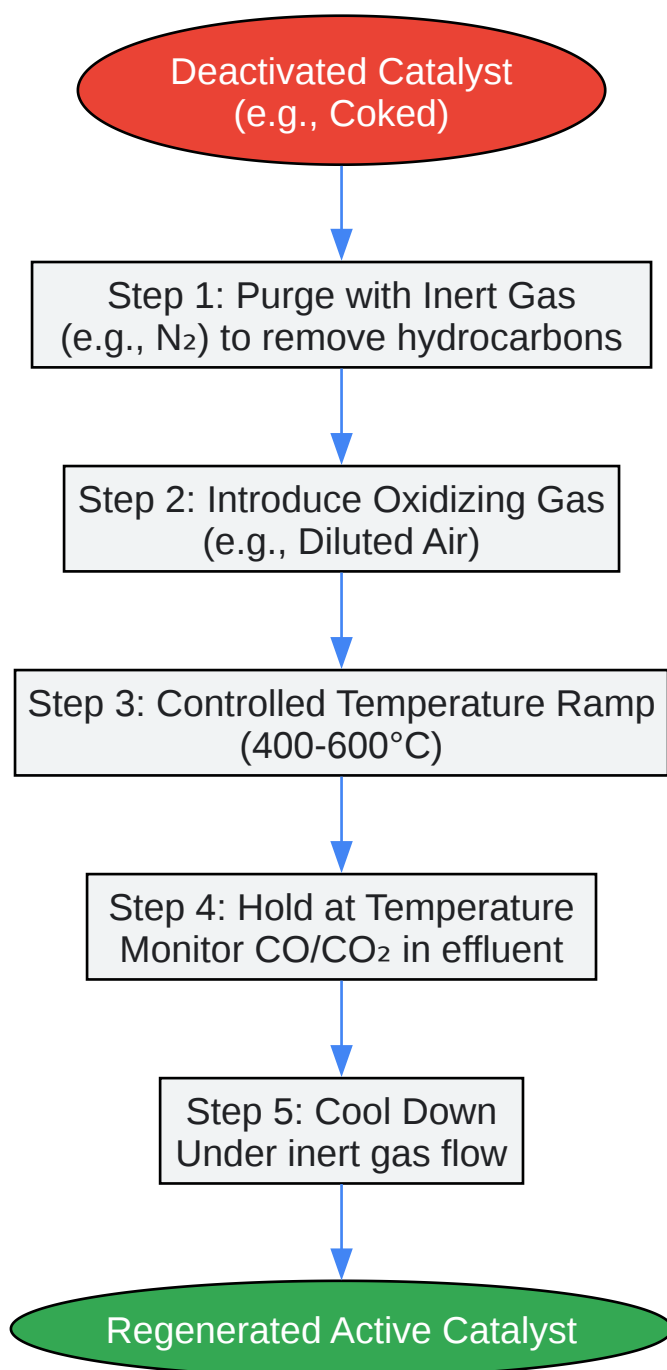 Deactivated Catalyst
(e.g., Coked)
Step 1: Purge with Inert Gas
(e.g., N₂) to remove hydrocarbons
Step 2: Introduce Oxidizing Gas
(e.g., Diluted Air)
Step 3: Controlled Temperature Ramp
(400-600°C)
Step 4: Hold at Temperature
Monitor CO/CO₂ in effluent
Step 5: Cool Down
Under inert gas flow
Regenerated Active Catalyst